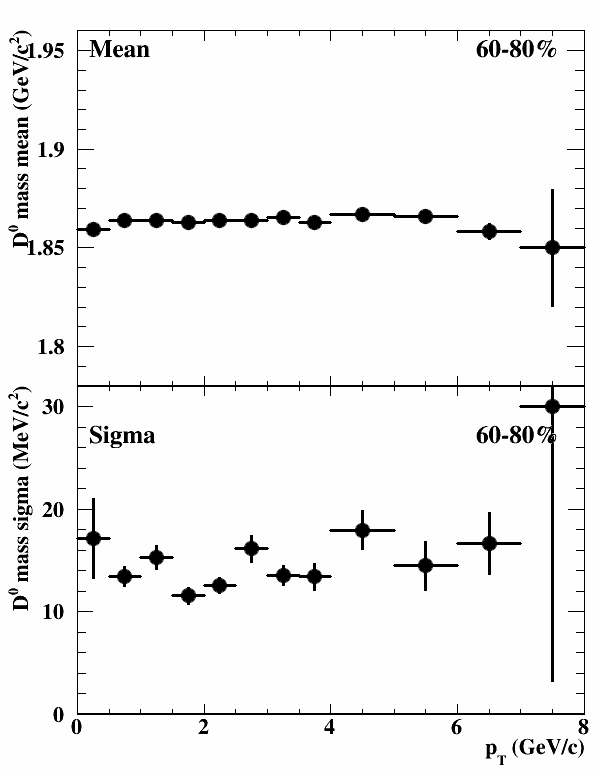 D⁰ mass mean (GeV/c²)
1.95
1.9
1.85
1.8
Mean
60-80%
D⁰ mass sigma (MeV/c²)
30
20
10
0
Sigma
60-80%
0 2 4 6 8
p_T (GeV/c)